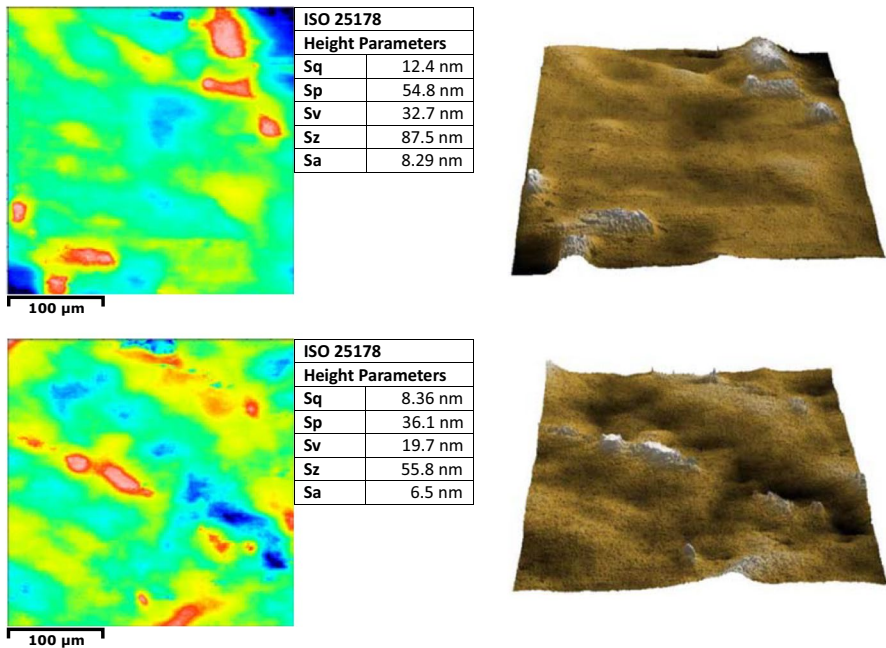 ISO 25178
Height Parameters
Sq 12.4 nm
Sp 54.8 nm
Sv 32.7 nm
Sz 87.5 nm
Sa 8.29 nm
100 µm
ISO 25178
Height Parameters
Sq 8.36 nm
Sp 36.1 nm
Sv 19.7 nm
Sz 55.8 nm
Sa 6.5 nm
100 µm